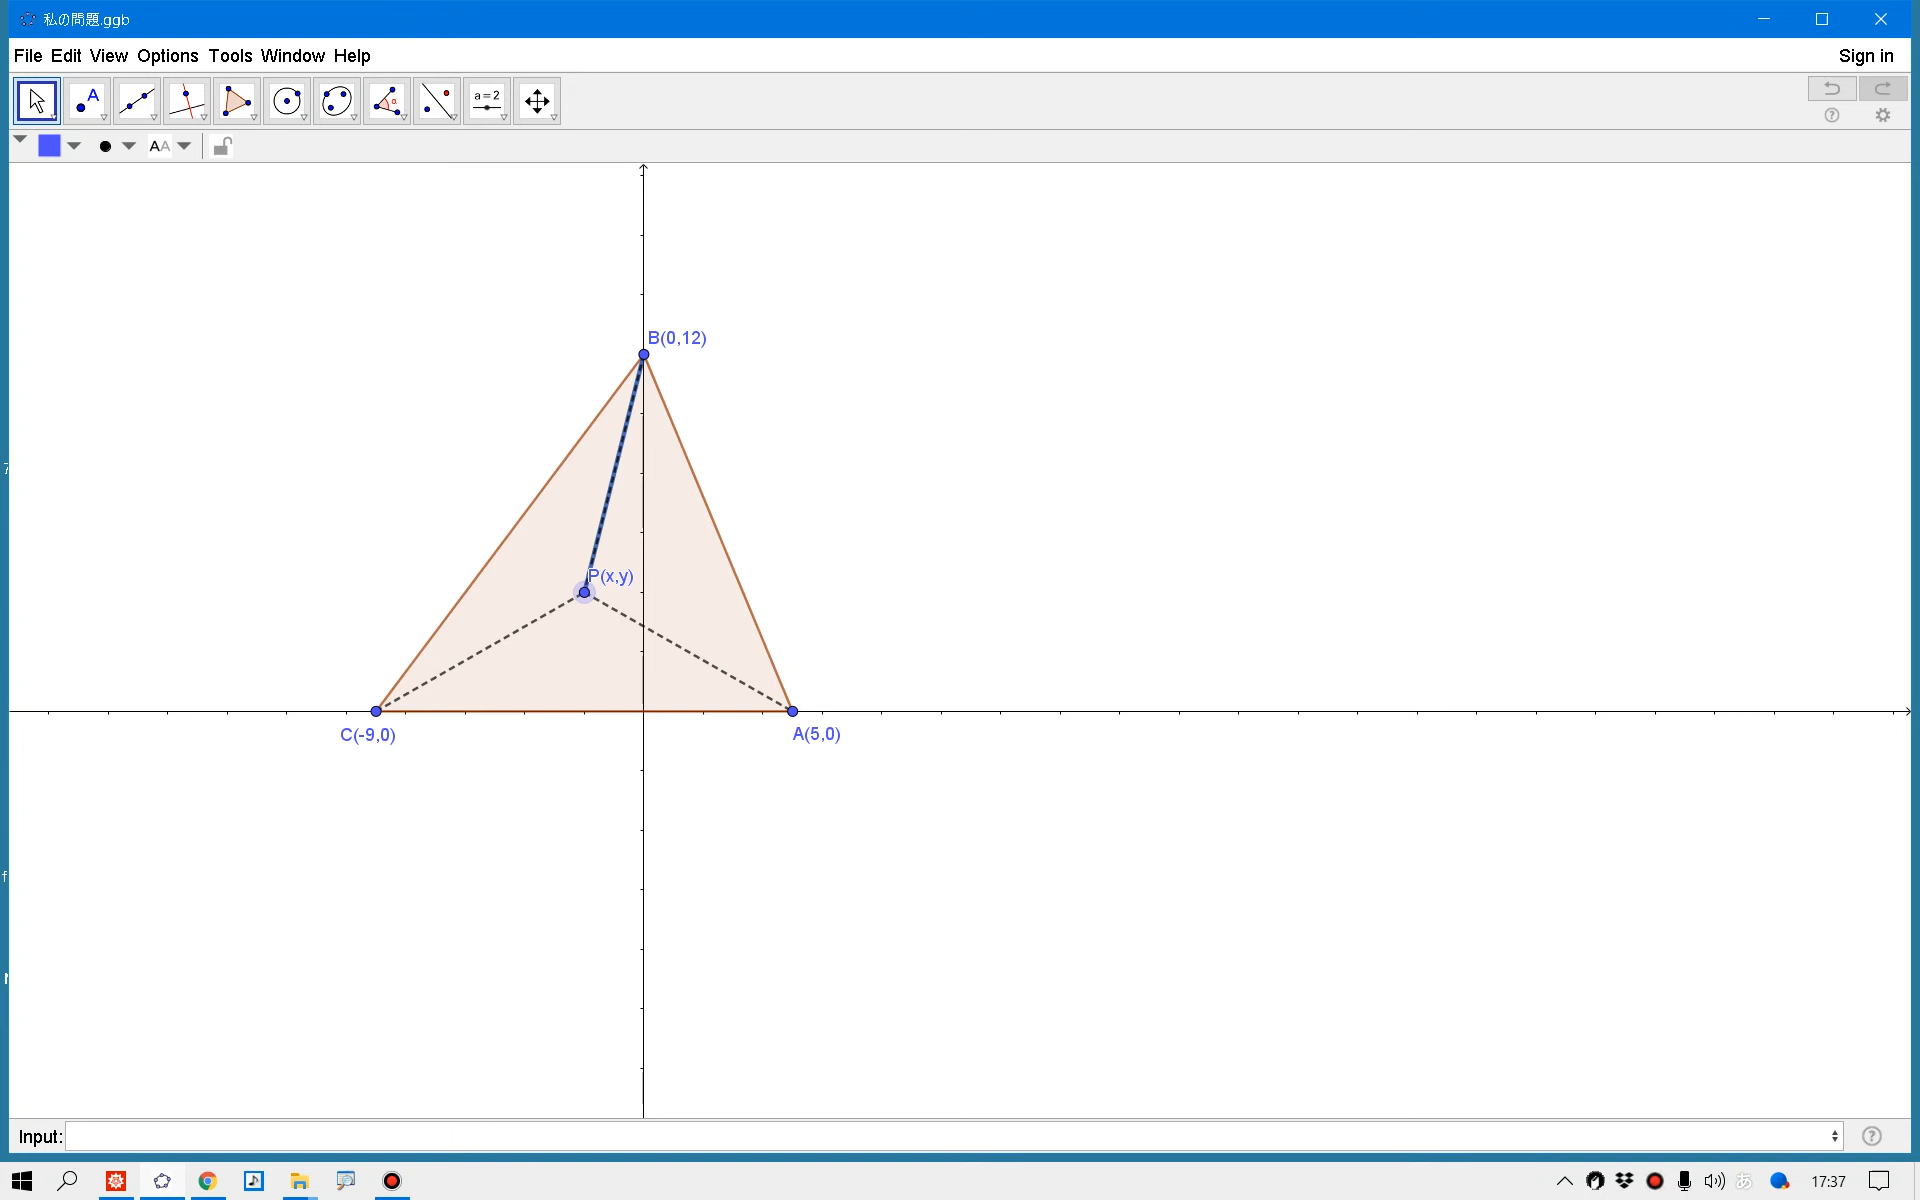 私の問題.ggb
File Edit View Options Tools Window Help
Sign in
A
α
a = 2
AA
B(0,12)
P(x,y)
C(-9,0)
A(5,0)
Input:
あ
17:37